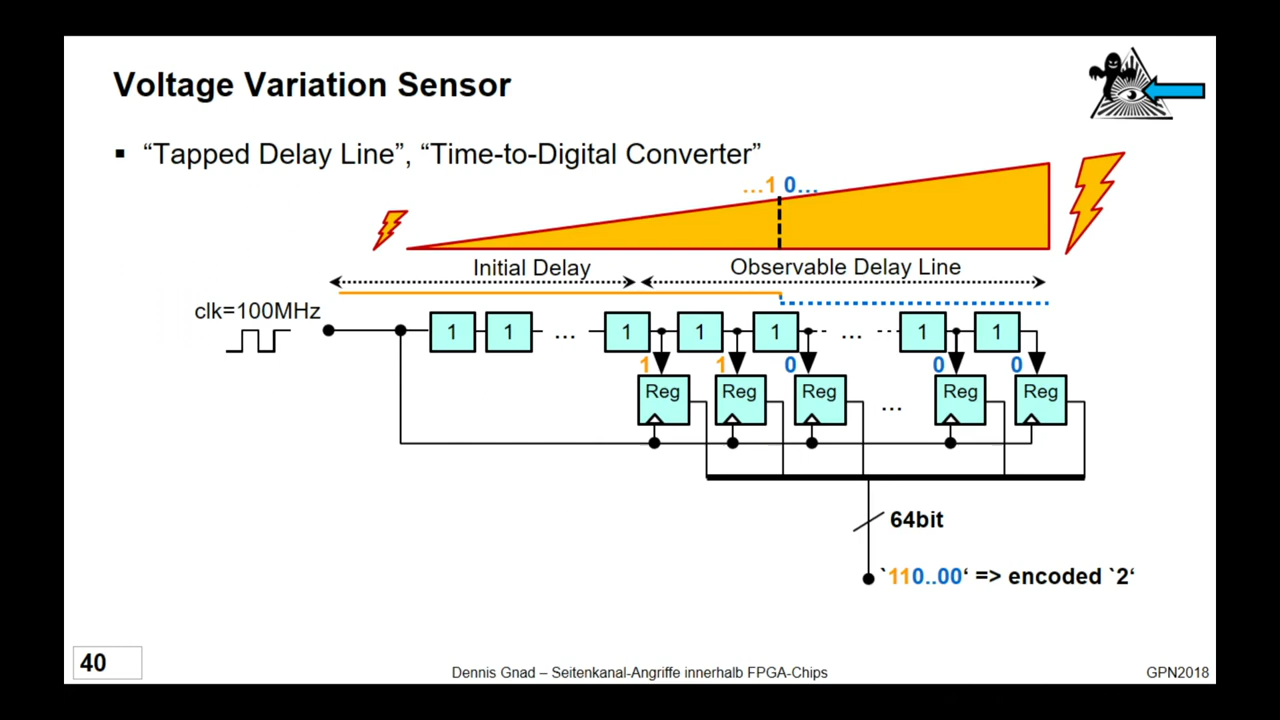 Voltage Variation Sensor
▪ “Tapped Delay Line”, “Time-to-Digital Converter”
...1 0...
Initial Delay
Observable Delay Line
clk=100MHz
1 1 ... 1 1 1 ... 1 1
1 1 0 0 0
Reg Reg Reg ... Reg Reg
64bit
`110..00‘ => encoded `2‘
40
Dennis Gnad – Seitenkanal-Angriffe innerhalb FPGA-Chips
GPN2018